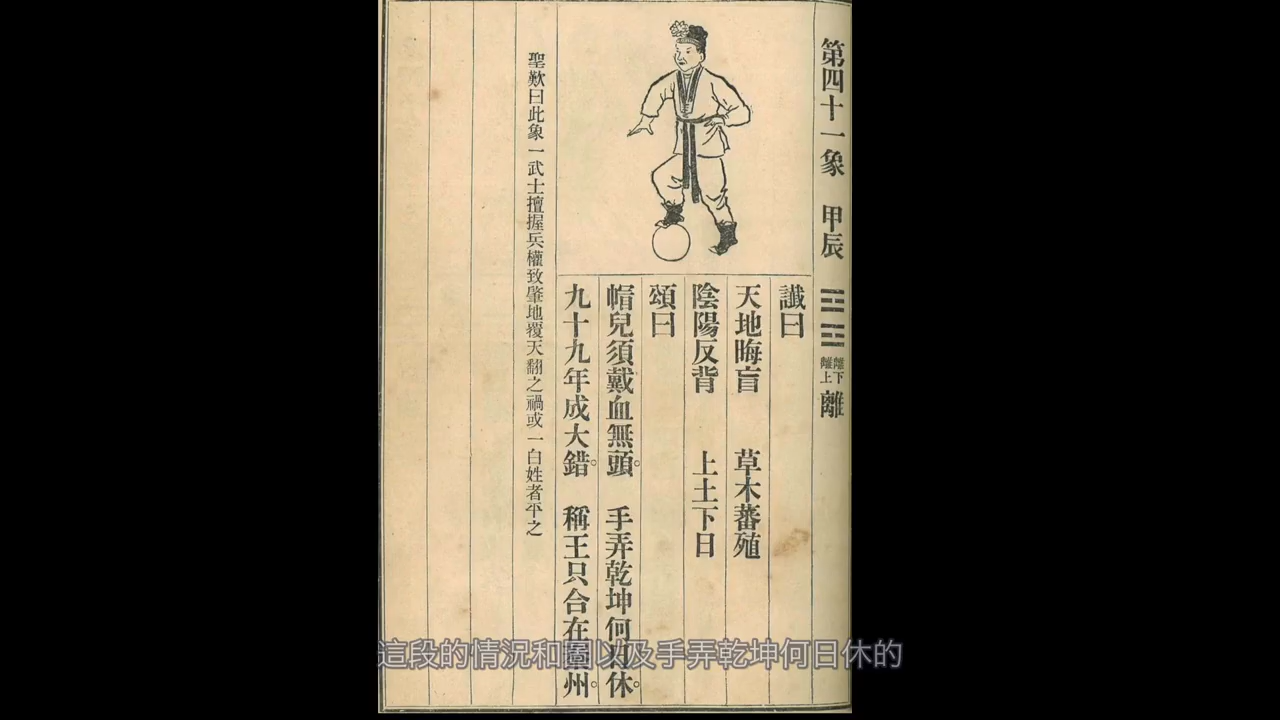 第四十一象　甲辰　䷝　離下離上　離
讖曰
天地晦盲　草木蕃殖
陰陽反背　上土下日
頌曰
帽兒須戴血無頭。　手弄乾坤何日休。
九十九年成大錯　稱王只合在秦州。
聖歎曰此象一武士擅握兵權致肇地覆天翻之禍或一白姓者平之
這段的情況和圖以及手弄乾坤何日休的